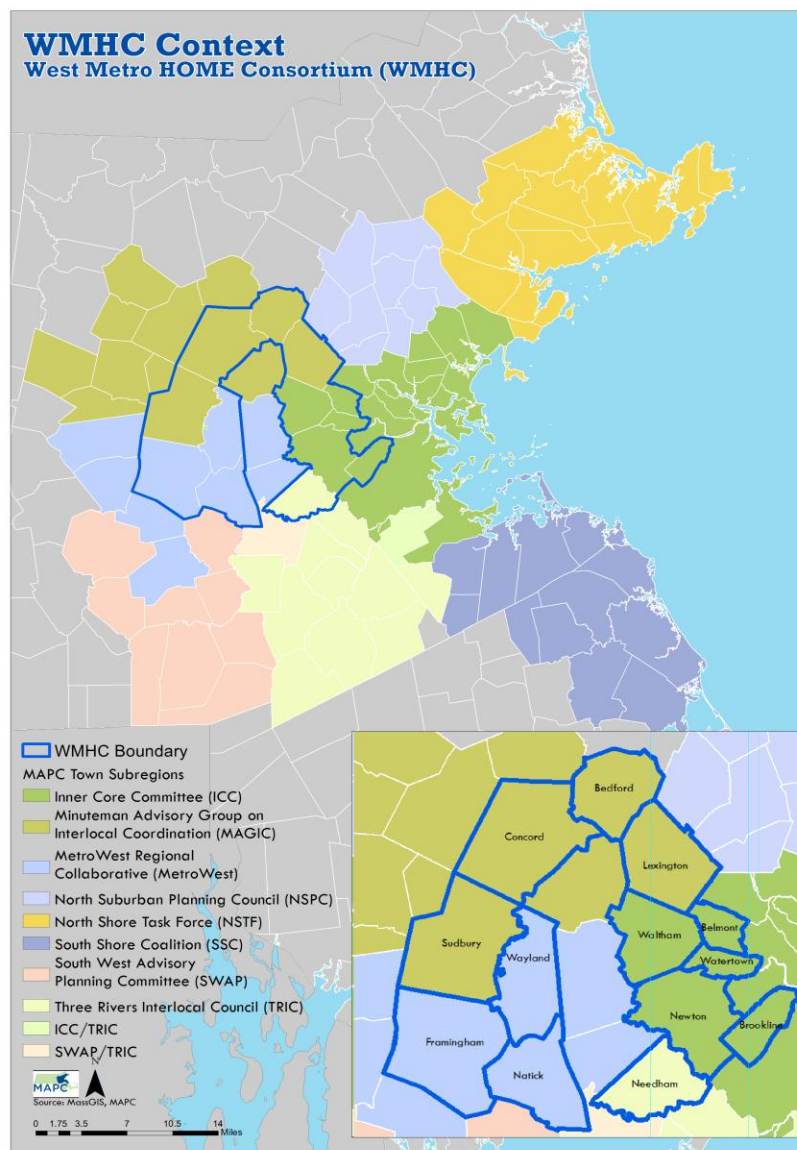 WMHC Context
West Metro HOME Consortium (WMHC)
WMHC Boundary
MAPC Town Subregions
Inner Core Committee (ICC)
Minuteman Advisory Group on
Interlocal Coordination (MAGIC)
MetroWest Regional
Collaborative (MetroWest)
North Suburban Planning Council (NSPC)
North Shore Task Force (NSTF)
South Shore Coalition (SSC)
South West Advisory
Planning Committee (SWAP)
Three Rivers Interlocal Council (TRIC)
ICC/TRIC
SWAP/TRIC
N
MAPC
Source: MassGIS, MAPC
0 1.75 3.5 7 10.5 14
Miles
Bedford
Concord
Lexington
Sudbury
Wayland
Waltham
Belmont
Watertown
Newton
Brookline
Framingham
Natick
Needham